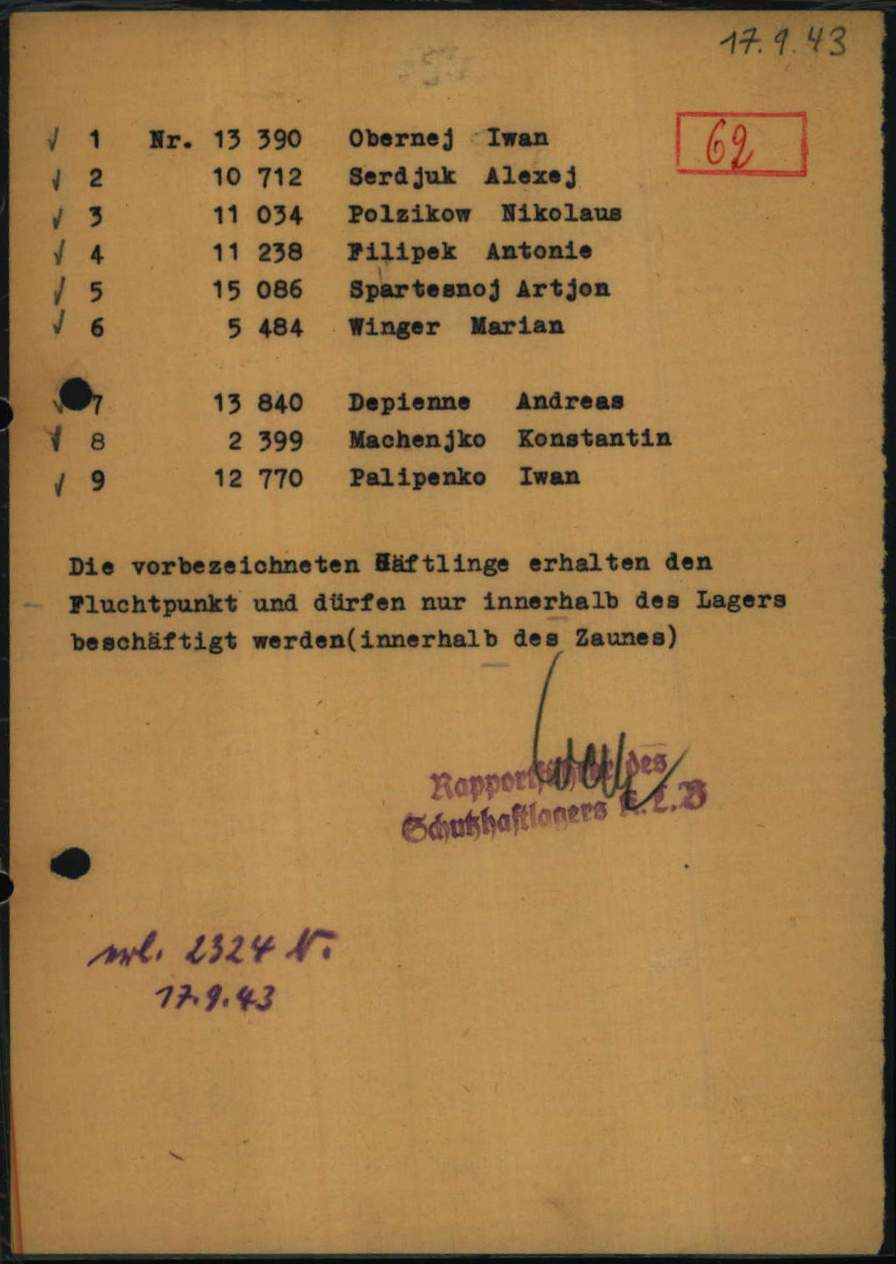 17.9.43
62
1 Nr. 13 390 Obernej Iwan
2 10 712 Serdjuk Alexej
3 11 034 Polzikow Nikolaus
4 11 238 Filipek Antonie
5 15 086 Spartesnoj Artjon
6 5 484 Winger Marian
7 13 840 Depienne Andreas
8 2 399 Machenjko Konstantin
9 12 770 Palipenko Iwan
Die vorbezeichneten Häftlinge erhalten den
Fluchtpunkt und dürfen nur innerhalb des Lagers
beschäftigt werden(innerhalb des Zaunes)
Rapportführer des
Schutzhaftlagers K.L.B
erl. 2324 N.
17.9.43